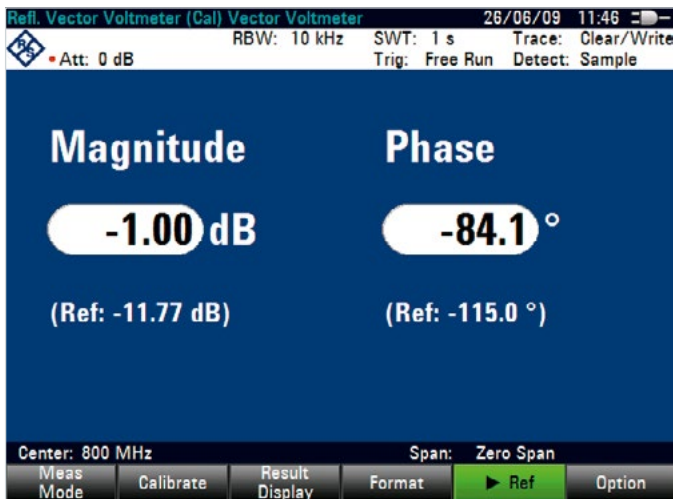 Refl. Vector Voltmeter (Cal) Vector Voltmeter 26/06/09 11:46
R&S RBW: 10 kHz SWT: 1 s Trace: Clear/Write
• Att: 0 dB Trig: Free Run Detect: Sample
Magnitude Phase
-1.00 dB -84.1 °
(Ref: -11.77 dB) (Ref: -115.0 °)
Center: 800 MHz Span: Zero Span
Meas Mode Calibrate Result Display Format ► Ref Option